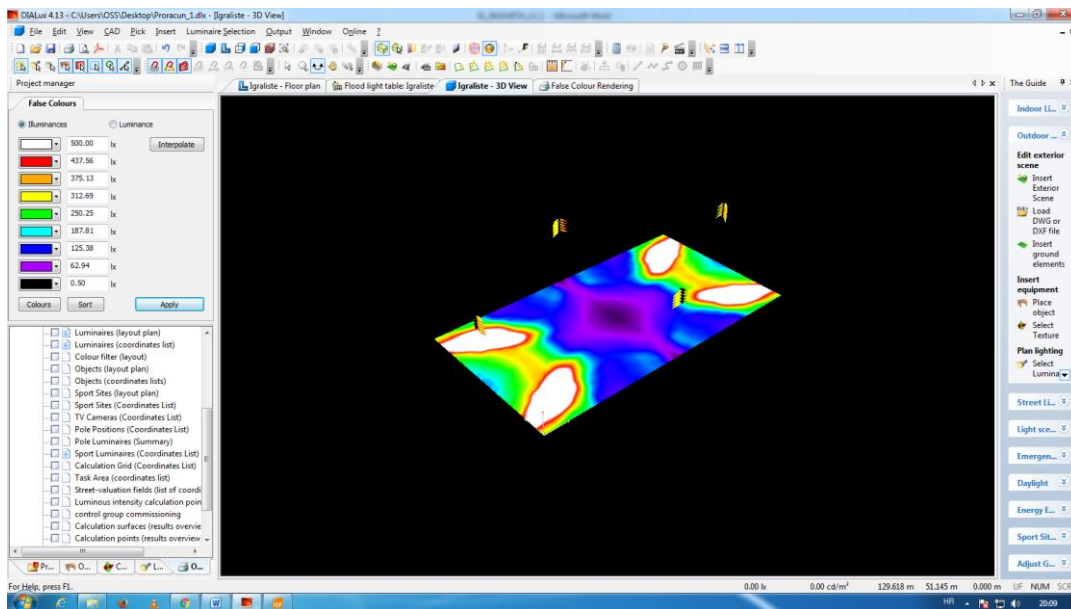 DIALux 4.13 - C:\Users\OSS\Desktop\Proracun_1.dlx - [Igraliste - 3D View]
File Edit View CAD Pick Insert Luminaire Selection Output Window Online ?
Project manager
Igraliste - Floor plan Flood light table: Igraliste Igraliste - 3D View False Colour Rendering
The Guide
False Colours
Illuminances Luminance
500.00 lx Interpolate
437.56 lx
375.13 lx
312.69 lx
250.25 lx
187.81 lx
125.38 lx
62.94 lx
0.50 lx
Colours Sort Apply
Luminaires (layout plan)
Luminaires (coordinates list)
Colour filter (layout)
Objects (layout plan)
Objects (coordinates lists)
Sport Sites (layout plan)
Sport Sites (Coordinates List)
TV Cameras (Coordinates List)
Pole Positions (Coordinates List)
Pole Luminaires (Summary)
Sport Luminaires (Coordinates List)
Calculation Grid (Coordinates List)
Task Area (coordinates list)
Street-valuation fields (list of coordi
Luminous intensity calculation poin
control group commissioning
Calculation surfaces (results overvie
Calculation points (results overview
Pr... O... C... L... O...
Indoor Li...
Outdoor ...
Edit exterior
scene
Insert
Exterior
Scene
Load
DWG or
DXF file
Insert
ground
elements
Insert
equipment
Place
object
Select
Texture
Plan lighting
Select
Lumina
Street Li...
Light sce...
Emergen...
Daylight
Energy E...
Sport Sit...
Adjust G...
For Help, press F1.
0.00 lx 0.00 cd/m² 129.618 m 51.145 m 0.000 m UF NUM SCR
HR 20:09